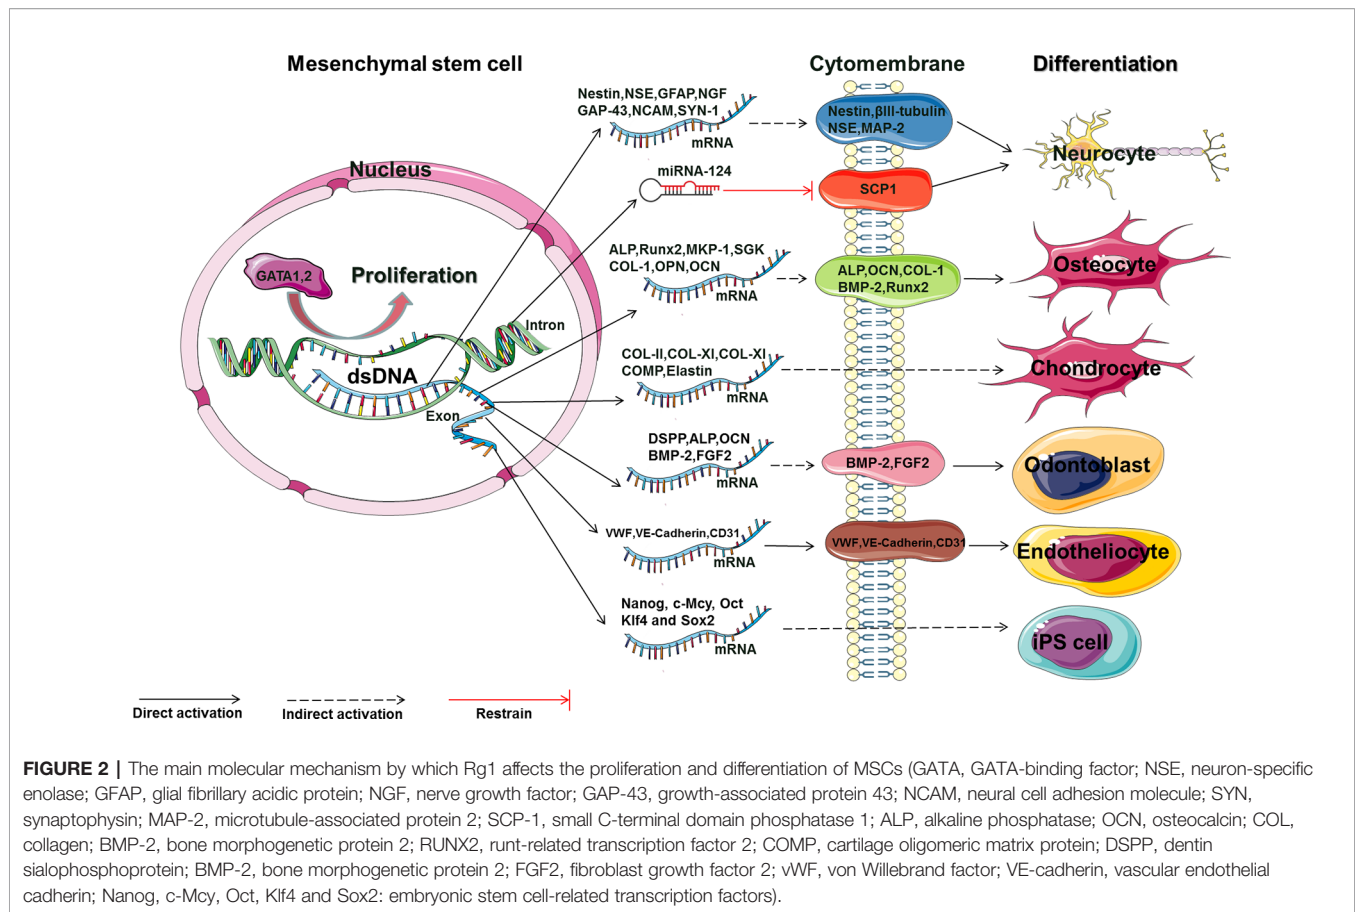 Mesenchymal stem cell
Cytomembrane
Differentiation
Nucleus
GATA1,2
Proliferation
Intron
dsDNA
Exon
Nestin,NSE,GFAP,NGF
GAP-43,NCAM,SYN-1
mRNA
Nestin,βIII-tubulin
NSE,MAP-2
Neurocyte
miRNA-124
SCP1
ALP,Runx2,MKP-1,SGK
COL-1,OPN,OCN
mRNA
ALP,OCN,COL-1
BMP-2,Runx2
Osteocyte
COL-II,COL-XI,COL-XI
COMP,Elastin
mRNA
Chondrocyte
DSPP,ALP,OCN
BMP-2,FGF2
mRNA
BMP-2,FGF2
Odontoblast
VWF,VE-Cadherin,CD31
mRNA
VWF,VE-Cadherin,CD31
Endotheliocyte
Nanog, c-Mcy, Oct
Klf4 and Sox2
mRNA
iPS cell
Direct activation
Indirect activation
Restrain
FIGURE 2 | The main molecular mechanism by which Rg1 affects the proliferation and differentiation of MSCs (GATA, GATA-binding factor; NSE, neuron-specific
enolase; GFAP, glial fibrillary acidic protein; NGF, nerve growth factor; GAP-43, growth-associated protein 43; NCAM, neural cell adhesion molecule; SYN,
synaptophysin; MAP-2, microtubule-associated protein 2; SCP-1, small C-terminal domain phosphatase 1; ALP, alkaline phosphatase; OCN, osteocalcin; COL,
collagen; BMP-2, bone morphogenetic protein 2; RUNX2, runt-related transcription factor 2; COMP, cartilage oligomeric matrix protein; DSPP, dentin
sialophosphoprotein; BMP-2, bone morphogenetic protein 2; FGF2, fibroblast growth factor 2; vWF, von Willebrand factor; VE-cadherin, vascular endothelial
cadherin; Nanog, c-Mcy, Oct, Klf4 and Sox2: embryonic stem cell-related transcription factors).